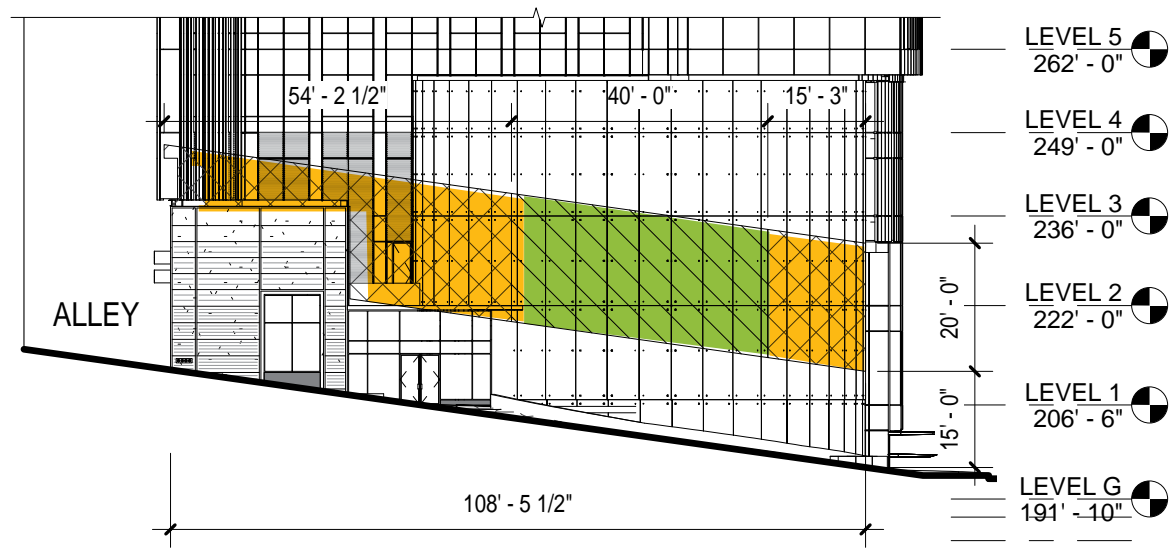 LEVEL 5
262' - 0"
54' - 2 1/2"
40' - 0"
15' - 3"
LEVEL 4
249' - 0"
LEVEL 3
236' - 0"
20' - 0"
LEVEL 2
222' - 0"
ALLEY
LEVEL 1
206' - 6"
15' - 0"
LEVEL G
191' - 10"
108' - 5 1/2"